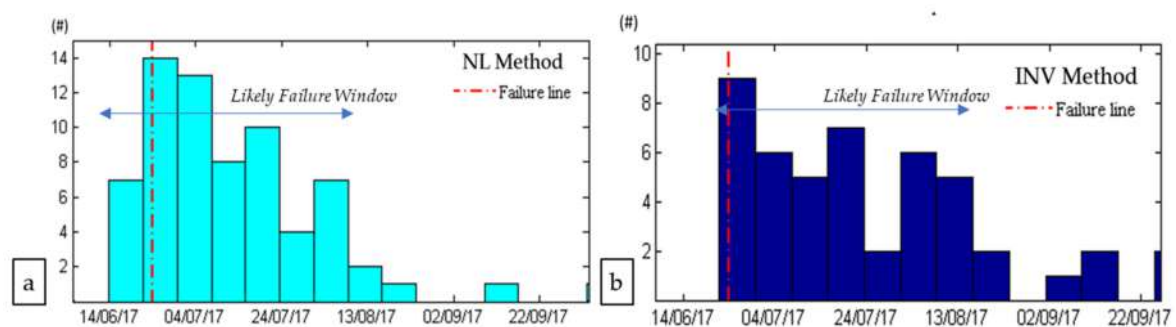 (#)
14
12
10
8
6
4
2
NL Method
Failure line
Likely Failure Window
a
14/06/17 04/07/17 24/07/17 13/08/17 02/09/17 22/09/17
(#)
10
8
6
4
2
INV Method
Likely Failure Window
Failure line
b
14/06/17 04/07/17 24/07/17 13/08/17 02/09/17 22/09/17